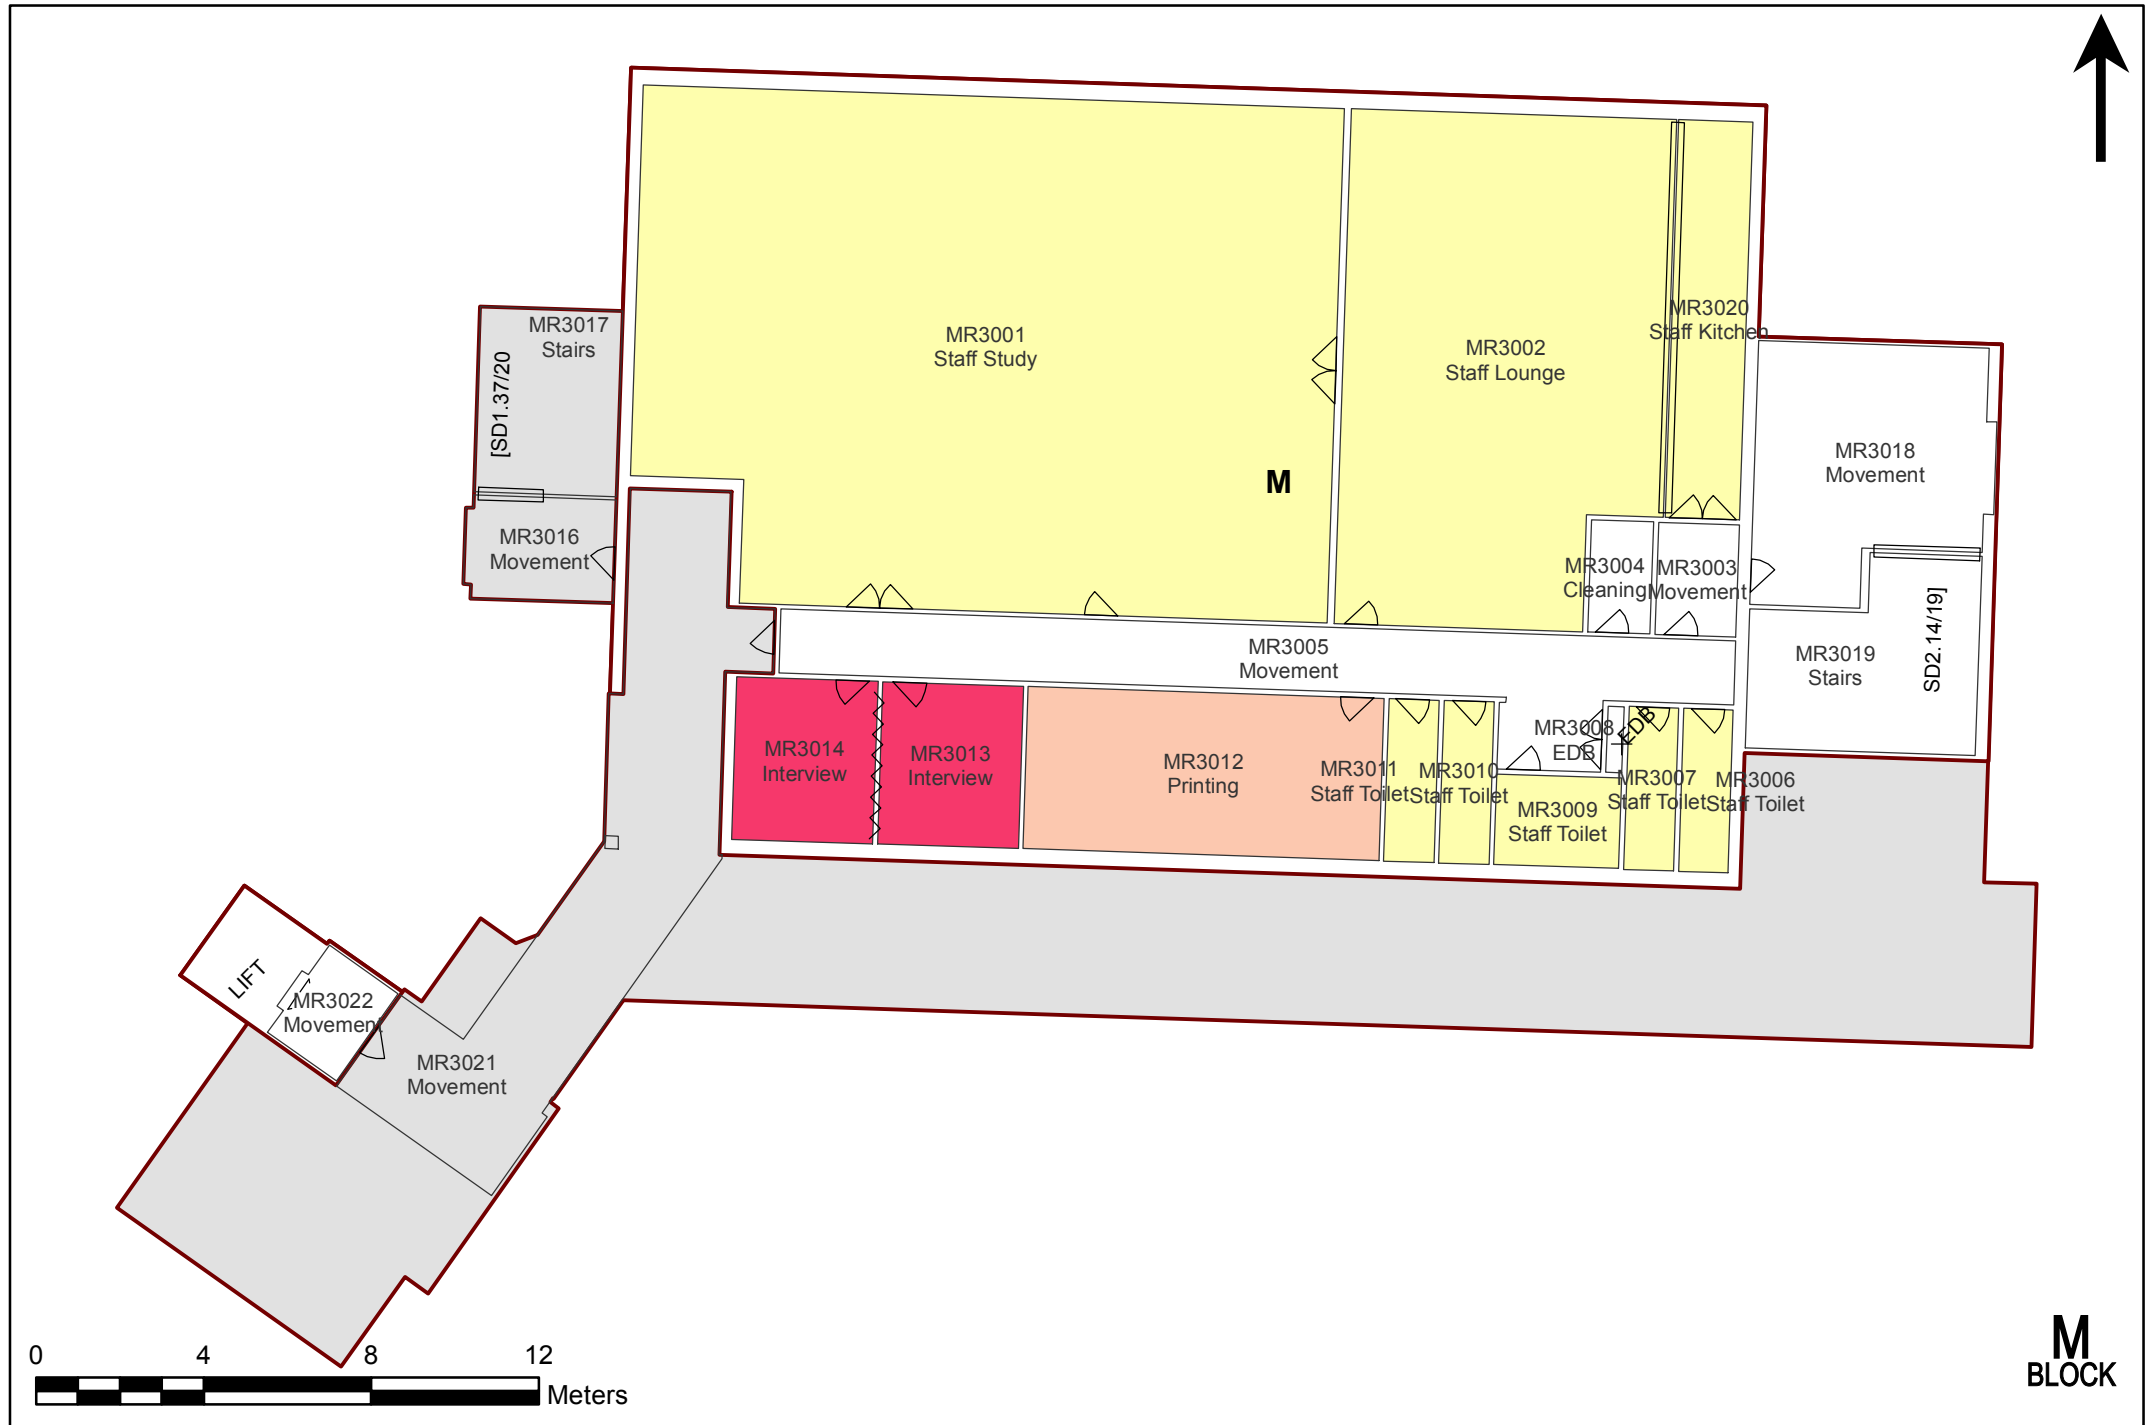 MR3017
Stairs
[SD1.37/20
MR3016
Movement
MR3001
Staff Study
M
MR3002
Staff Lounge
MR3020
Staff Kitchen
MR3018
Movement
MR3004
Cleaning
MR3003
Movement
MR3019
Stairs
SD2.14/19]
MR3005
Movement
MR3014
Interview
MR3013
Interview
MR3012
Printing
MR3011
Staff Toilet
MR3010
Staff Toilet
MR3008
EDB
EDB
MR3009
Staff Toilet
MR3007
Staff Toilet
MR3006
Staff Toilet
LIFT
MR3022
Movement
MR3021
Movement
0 4 8 12
Meters
M
BLOCK